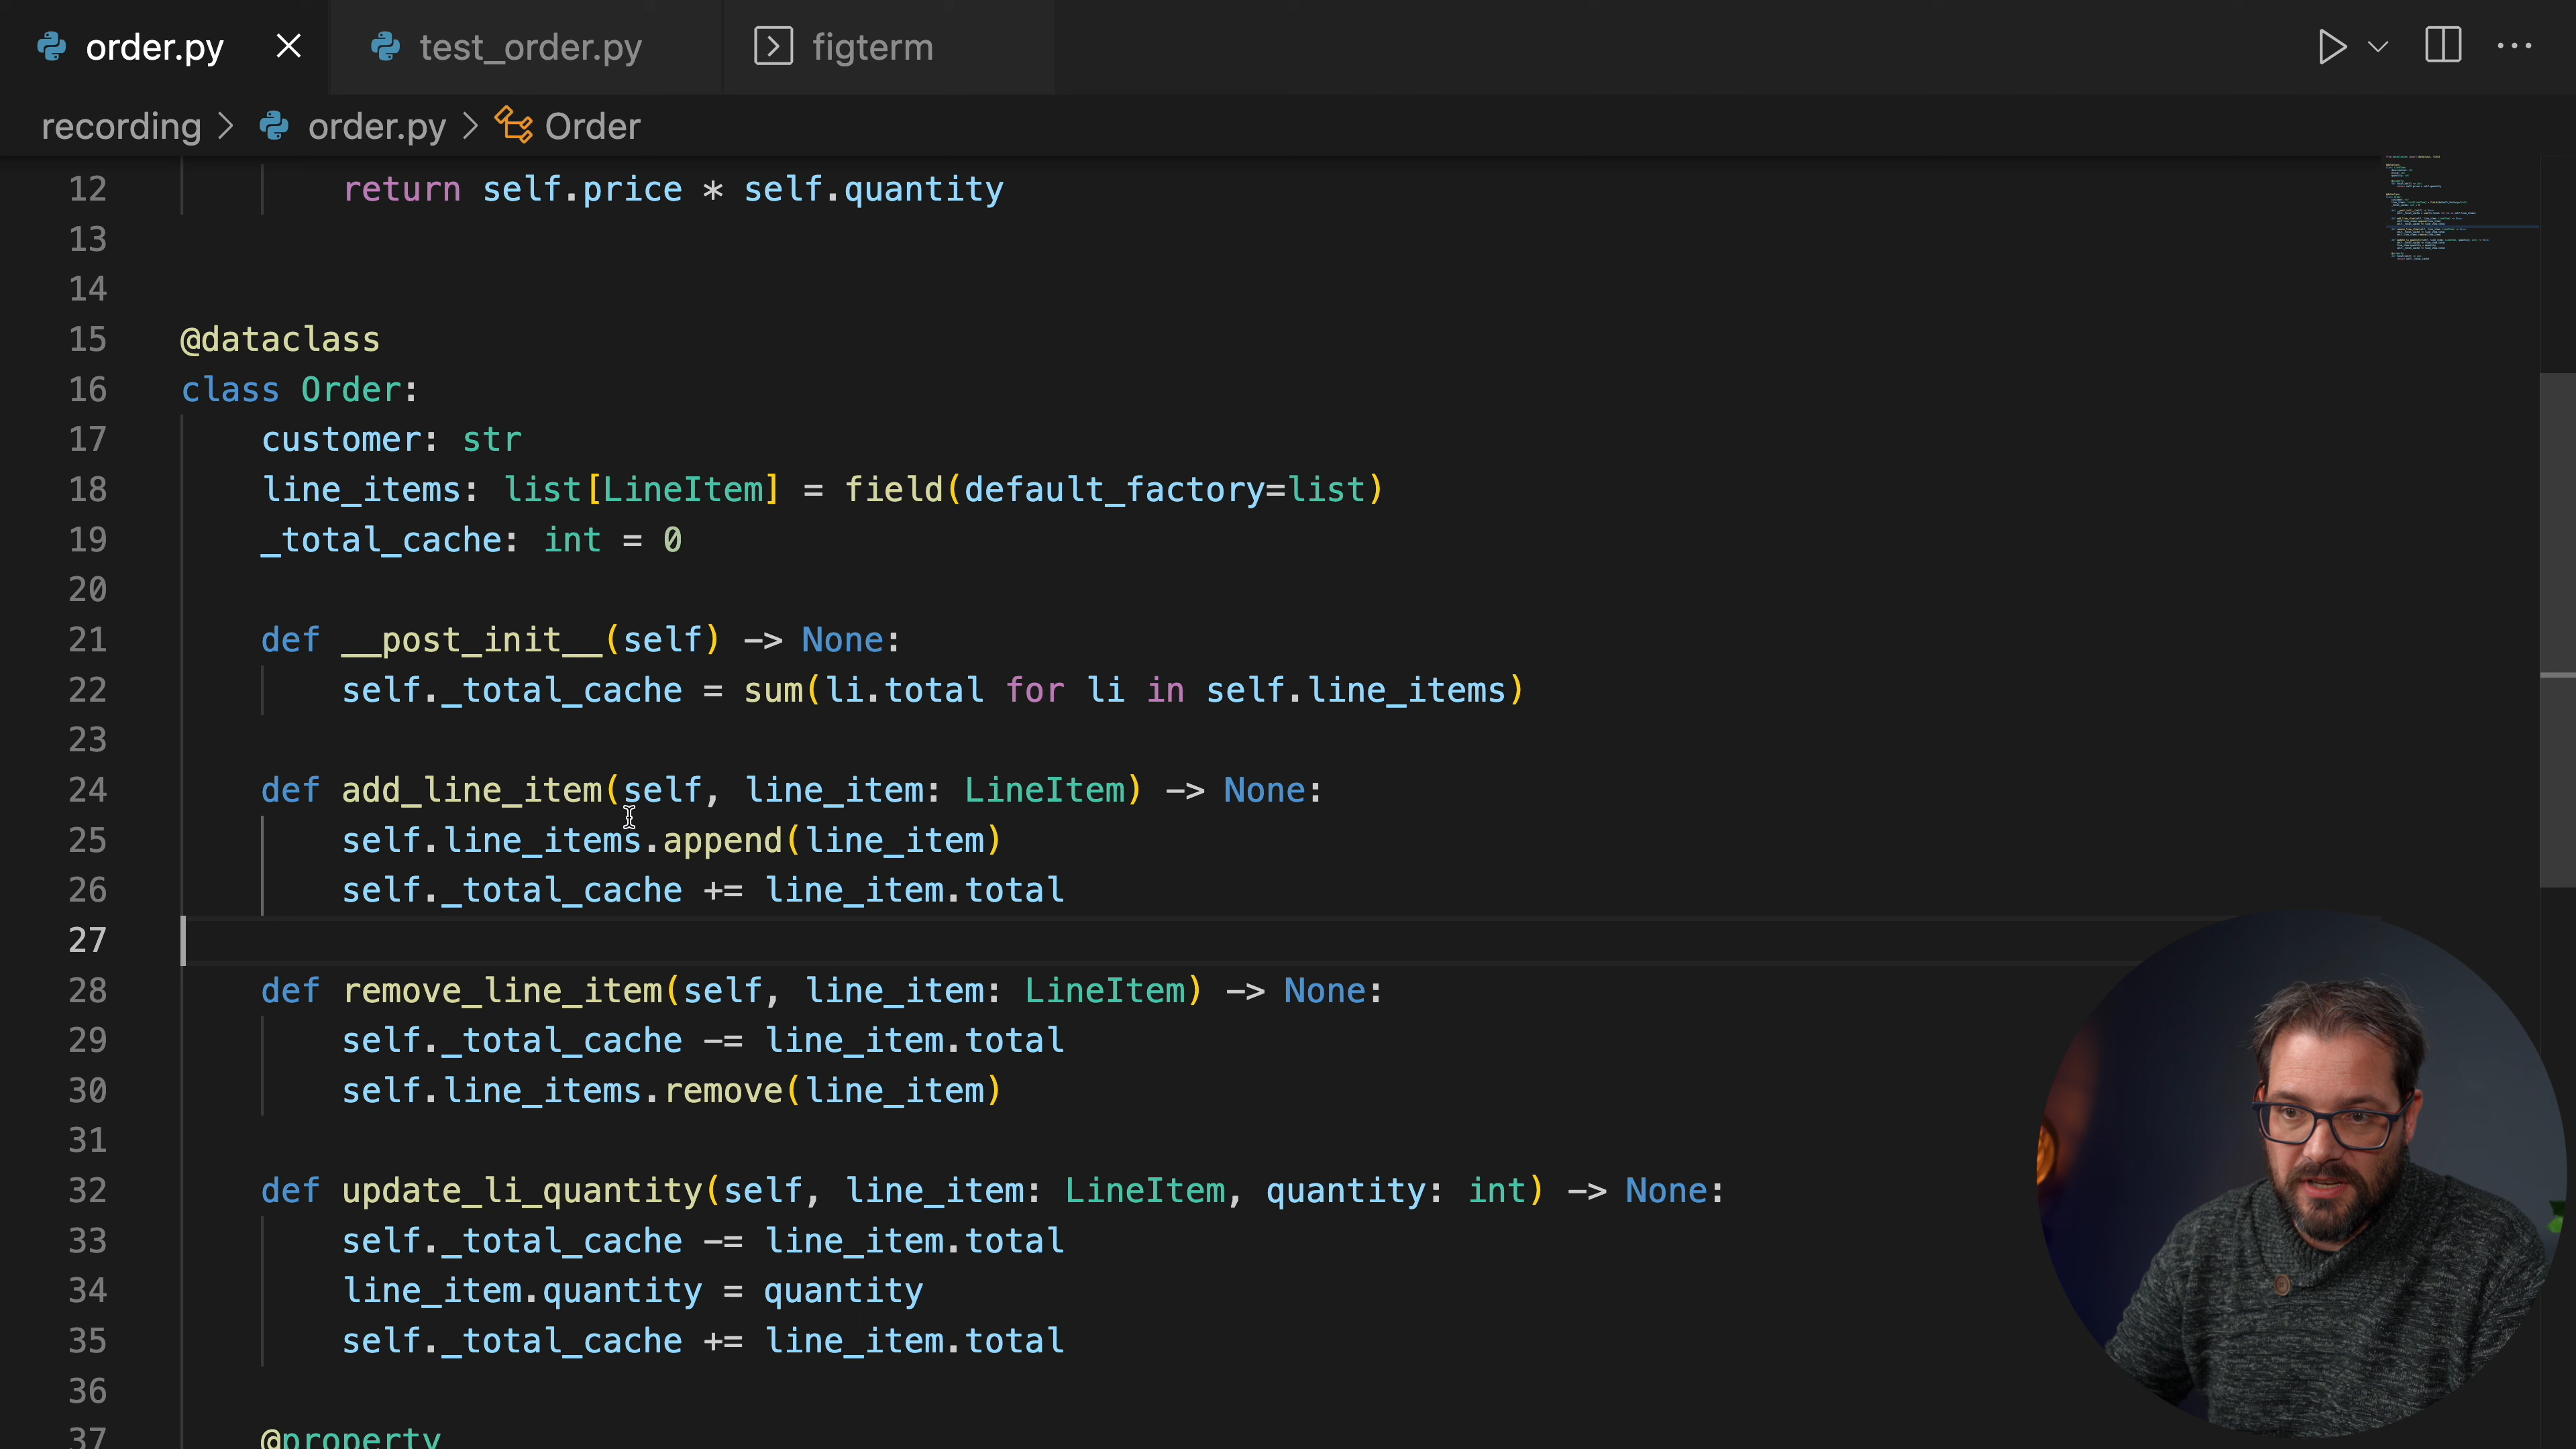 order.py
test_order.py
figterm
recording > order.py > Order
12 return self.price * self.quantity
13
14
15 @dataclass
16 class Order:
17 customer: str
18 line_items: list[LineItem] = field(default_factory=list)
19 _total_cache: int = 0
20
21 def __post_init__(self) -> None:
22 self._total_cache = sum(li.total for li in self.line_items)
23
24 def add_line_item(self, line_item: LineItem) -> None:
25 self.line_items.append(line_item)
26 self._total_cache += line_item.total
27
28 def remove_line_item(self, line_item: LineItem) -> None:
29 self._total_cache -= line_item.total
30 self.line_items.remove(line_item)
31
32 def update_li_quantity(self, line_item: LineItem, quantity: int) -> None:
33 self._total_cache -= line_item.total
34 line_item.quantity = quantity
35 self._total_cache += line_item.total
36
37 @property